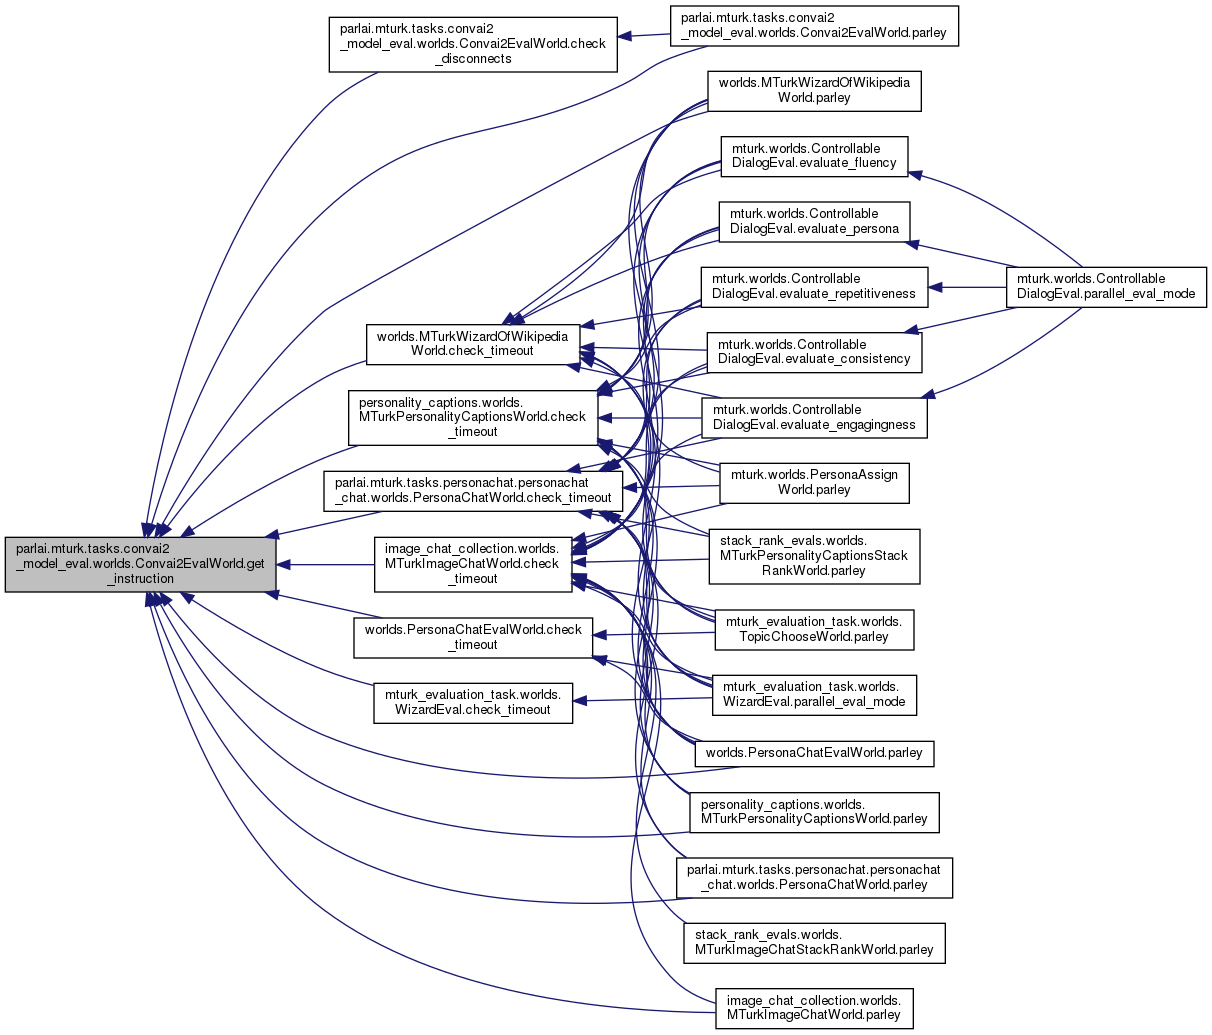 parlai.mturk.tasks.convai2
_model_eval.worlds.Convai2EvalWorld.get
_instruction
parlai.mturk.tasks.convai2
_model_eval.worlds.Convai2EvalWorld.check
_disconnects
worlds.MTurkWizardOfWikipedia
World.check_timeout
personality_captions.worlds.
MTurkPersonalityCaptionsWorld.check
_timeout
parlai.mturk.tasks.personachat.personachat
_chat.worlds.PersonaChatWorld.check_timeout
image_chat_collection.worlds.
MTurkImageChatWorld.check
_timeout
worlds.PersonaChatEvalWorld.check
_timeout
mturk_evaluation_task.worlds.
WizardEval.check_timeout
parlai.mturk.tasks.convai2
_model_eval.worlds.Convai2EvalWorld.parley
worlds.MTurkWizardOfWikipedia
World.parley
mturk.worlds.Controllable
DialogEval.evaluate_fluency
mturk.worlds.Controllable
DialogEval.evaluate_persona
mturk.worlds.Controllable
DialogEval.evaluate_repetitiveness
mturk.worlds.Controllable
DialogEval.evaluate_consistency
mturk.worlds.Controllable
DialogEval.evaluate_engagingness
mturk.worlds.PersonaAssign
World.parley
stack_rank_evals.worlds.
MTurkPersonalityCaptionsStack
RankWorld.parley
mturk_evaluation_task.worlds.
TopicChooseWorld.parley
mturk_evaluation_task.worlds.
WizardEval.parallel_eval_mode
worlds.PersonaChatEvalWorld.parley
personality_captions.worlds.
MTurkPersonalityCaptionsWorld.parley
parlai.mturk.tasks.personachat.personachat
_chat.worlds.PersonaChatWorld.parley
stack_rank_evals.worlds.
MTurkImageChatStackRankWorld.parley
image_chat_collection.worlds.
MTurkImageChatWorld.parley
mturk.worlds.Controllable
DialogEval.parallel_eval_mode